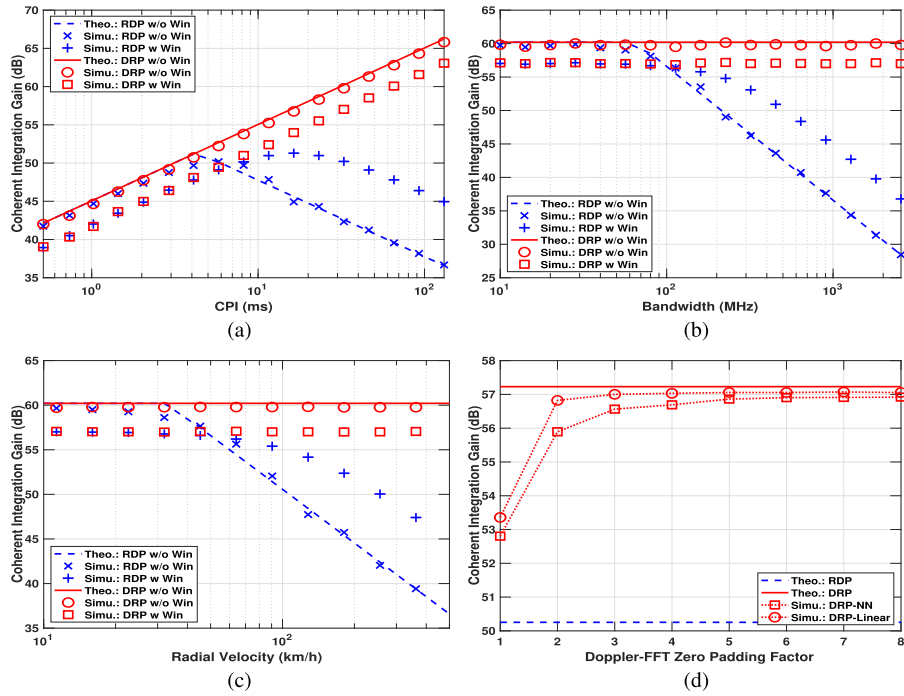 70
65
60
55
50
45
40
35
Coherent Integration Gain (dB)
Theo.: RDP w/o Win
Simu.: RDP w/o Win
Simu.: RDP w Win
Theo.: DRP w/o Win
Simu.: DRP w/o Win
Simu.: DRP w Win
10^0
10^1
10^2
CPI (ms)
(a)
65
60
55
50
45
40
35
30
25
Coherent Integration Gain (dB)
Theo.: RDP w/o Win
Simu.: RDP w/o Win
Simu.: RDP w Win
Theo.: DRP w/o Win
Simu.: DRP w/o Win
Simu.: DRP w Win
10^1
10^2
10^3
Bandwidth (MHz)
(b)
65
60
55
50
45
40
35
Coherent Integration Gain (dB)
Theo.: RDP w/o Win
Simu.: RDP w/o Win
Simu.: RDP w Win
Theo.: DRP w/o Win
Simu.: DRP w/o Win
Simu.: DRP w Win
10^1
10^2
Radial Velocity (km/h)
(c)
58
57
56
55
54
53
52
51
50
Coherent Integration Gain (dB)
Theo.: RDP
Theo.: DRP
Simu.: DRP-NN
Simu.: DRP-Linear
1 2 3 4 5 6 7 8
Doppler-FFT Zero Padding Factor
(d)